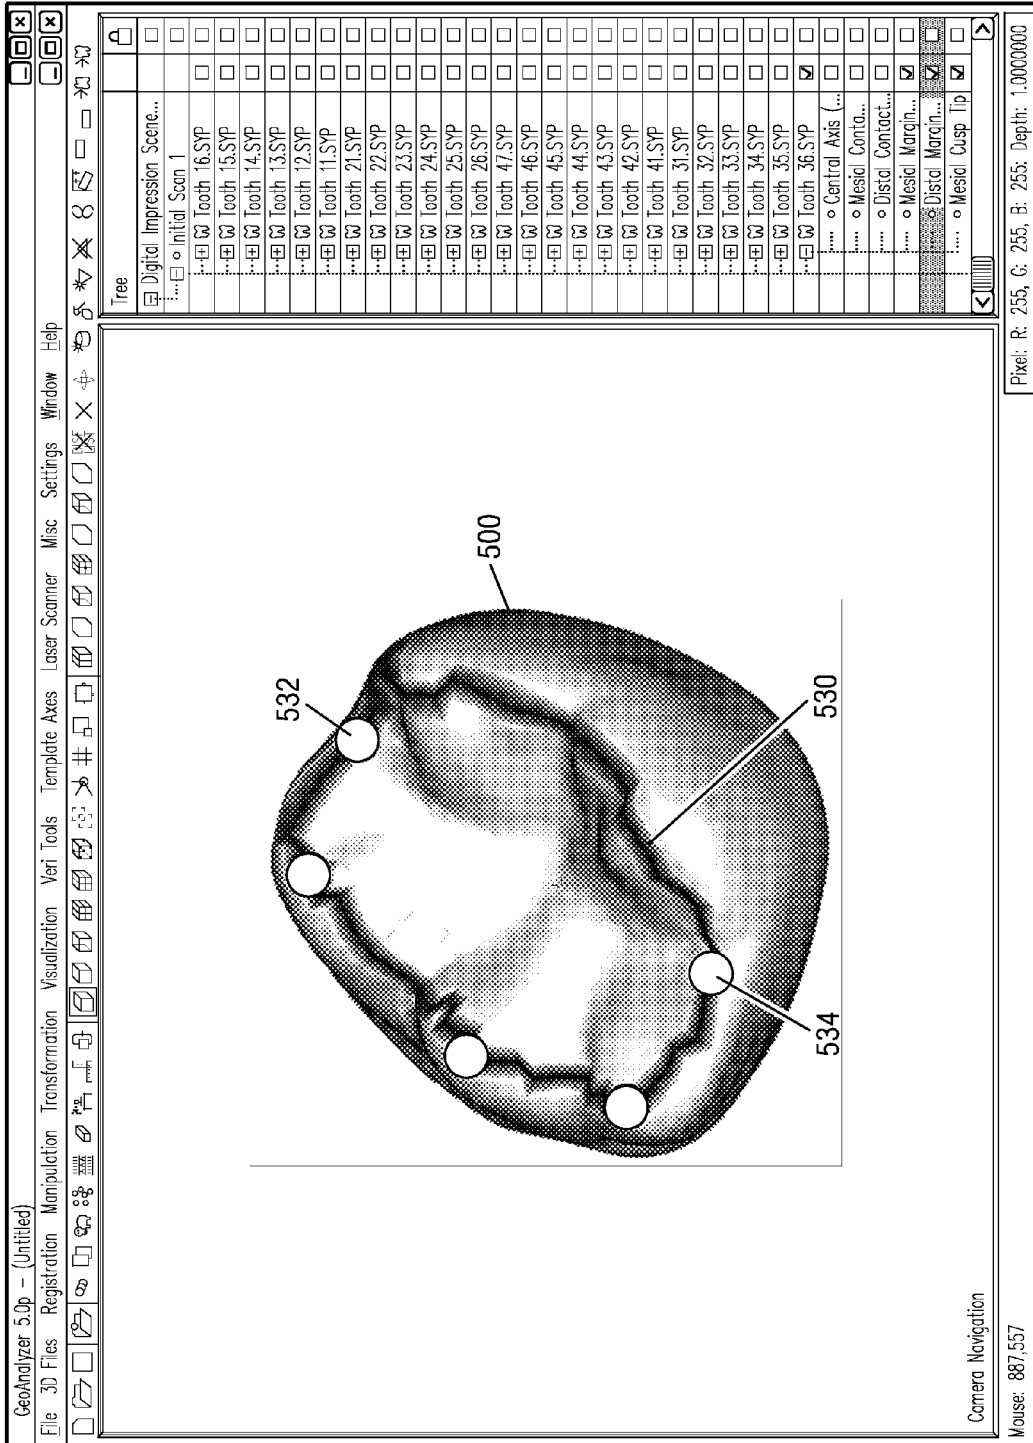 GeoAnalyzer 5.0p - (Untitled)
File 3D Files Registration Manipulation Transformation Visualization Veri Tools Template Axes Laser Scanner Misc Settings Window Help
Tree
Digital Impression Scene...
Initial Scan 1
Tooth 16.SYP
Tooth 15.SYP
Tooth 14.SYP
Tooth 13.SYP
Tooth 12.SYP
Tooth 11.SYP
Tooth 21.SYP
Tooth 22.SYP
Tooth 23.SYP
Tooth 24.SYP
Tooth 25.SYP
Tooth 26.SYP
Tooth 47.SYP
Tooth 46.SYP
Tooth 45.SYP
Tooth 44.SYP
Tooth 43.SYP
Tooth 42.SYP
Tooth 41.SYP
Tooth 31.SYP
Tooth 32.SYP
Tooth 33.SYP
Tooth 34.SYP
Tooth 35.SYP
Tooth 36.SYP
Central Axis (...
Mesid Conta...
Distal Contact...
Mesid Margin...
Distal Margin...
Mesid Cusp Tip
532
500
530
534
Camera Navigation
Mouse: 887,557
Pixel: R: 255, G: 255, B: 255: Depth: 1.0000000